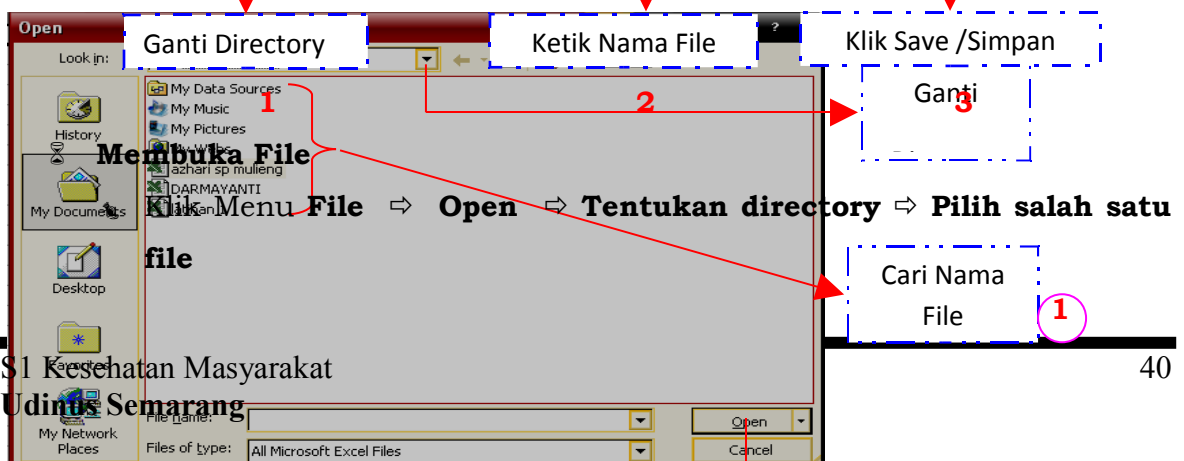 Open
?
Ganti Directory
Ketik Nama File
Klik Save /Simpan
Look in:
My Data Sources
My Music
My Pictures
My Webs
azhari sp mulieng
DARMAYANTI
1
2
Ganti
3
History
Membuka File
My Documents
Klik Menu File ⇨ Open ⇨ Tentukan directory ⇨ Pilih salah satu
file
Desktop
Cari Nama
File
1
Favorites
S1 Kesehatan Masyarakat
40
Udinus Semarang
My Network
Places
File name:
Open
Files of type:
All Microsoft Excel Files
Cancel